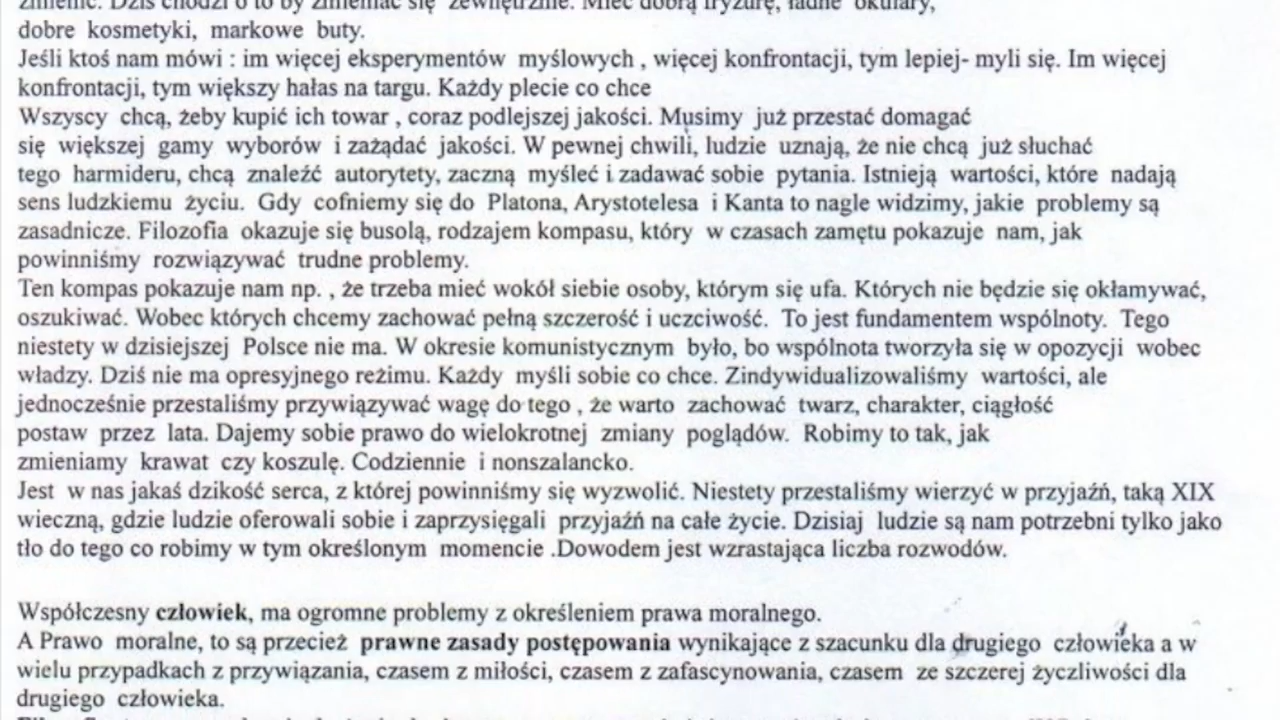 zmienić. Dziś chodzi o to by zmieniać się zewnętrznie. Mieć dobrą fryzurę, ładne okulary,
dobre kosmetyki, markowe buty.
Jeśli ktoś nam mówi : im więcej eksperymentów myślowych , więcej konfrontacji, tym lepiej- myli się. Im więcej
konfrontacji, tym większy hałas na targu. Każdy plecie co chce
Wszyscy chcą, żeby kupić ich towar , coraz podlejszej jakości. Musimy już przestać domagać
się większej gamy wyborów i zażądać jakości. W pewnej chwili, ludzie uznają, że nie chcą już słuchać
tego harmideru, chcą znaleźć autorytety, zaczną myśleć i zadawać sobie pytania. Istnieją wartości, które nadają
sens ludzkiemu życiu. Gdy cofniemy się do Platona, Arystotelesa i Kanta to nagle widzimy, jakie problemy są
zasadnicze. Filozofia okazuje się busolą, rodzajem kompasu, który w czasach zamętu pokazuje nam, jak
powinniśmy rozwiązywać trudne problemy.
Ten kompas pokazuje nam np. , że trzeba mieć wokół siebie osoby, którym się ufa. Których nie będzie się okłamywać,
oszukiwać. Wobec których chcemy zachować pełną szczerość i uczciwość. To jest fundamentem wspólnoty. Tego
niestety w dzisiejszej Polsce nie ma. W okresie komunistycznym było, bo wspólnota tworzyła się w opozycji wobec
władzy. Dziś nie ma opresyjnego reżimu. Każdy myśli sobie co chce. Zindywidualizowaliśmy wartości, ale
jednocześnie przestaliśmy przywiązywać wagę do tego , że warto zachować twarz, charakter, ciągłość
postaw przez lata. Dajemy sobie prawo do wielokrotnej zmiany poglądów. Robimy to tak, jak
zmieniamy krawat czy koszulę. Codziennie i nonszalancko.
Jest w nas jakaś dzikość serca, z której powinniśmy się wyzwolić. Niestety przestaliśmy wierzyć w przyjaźń, taką XIX
wieczną, gdzie ludzie oferowali sobie i zaprzysięgali przyjaźń na całe życie. Dzisiaj ludzie są nam potrzebni tylko jako
tło do tego co robimy w tym określonym momencie .Dowodem jest wzrastająca liczba rozwodów.
Współczesny człowiek, ma ogromne problemy z określeniem prawa moralnego.
A Prawo moralne, to są przecież prawne zasady postępowania wynikające z szacunku dla drugiego człowieka a w
wielu przypadkach z przywiązania, czasem z miłości, czasem z zafascynowania, czasem ze szczerej życzliwości dla
drugiego człowieka.